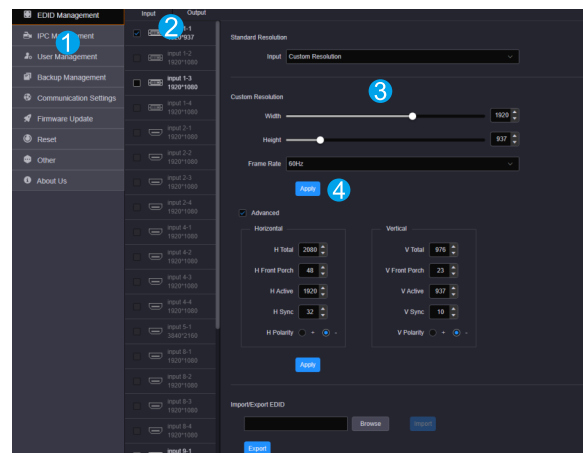 EDID Management
IPC M ement
User Management
Backup Management
Communication Settings
Firmware Update
Reset
Other
About Us
1
Input Output
2
1-1
*937
input 1-2
1920*1080
input 1-3
1920*1080
input 1-4
1920*1080
input 2-1
1920*1080
input 2-2
1920*1080
input 2-3
1920*1080
input 2-4
1920*1080
input 4-1
1920*1080
input 4-2
1920*1080
input 4-3
1920*1080
input 4-4
1920*1080
input 5-1
3840*2160
input 8-1
1920*1080
input 8-2
1920*1080
input 8-3
1920*1080
input 8-4
1920*1080
input 9-1
Standard Resolution
Input Custom Resolution
3
Custom Resolution
Width 1920
Height 937
Frame Rate 60Hz
Apply 4
Advanced
Horizontal Vertical
H Total 2080 V Total 976
H Front Porch 48 V Front Porch 23
H Active 1920 V Active 937
H Sync 32 V Sync 10
H Polarity + - V Polarity + -
Apply
Import/Export EDID
Browse Import
Export